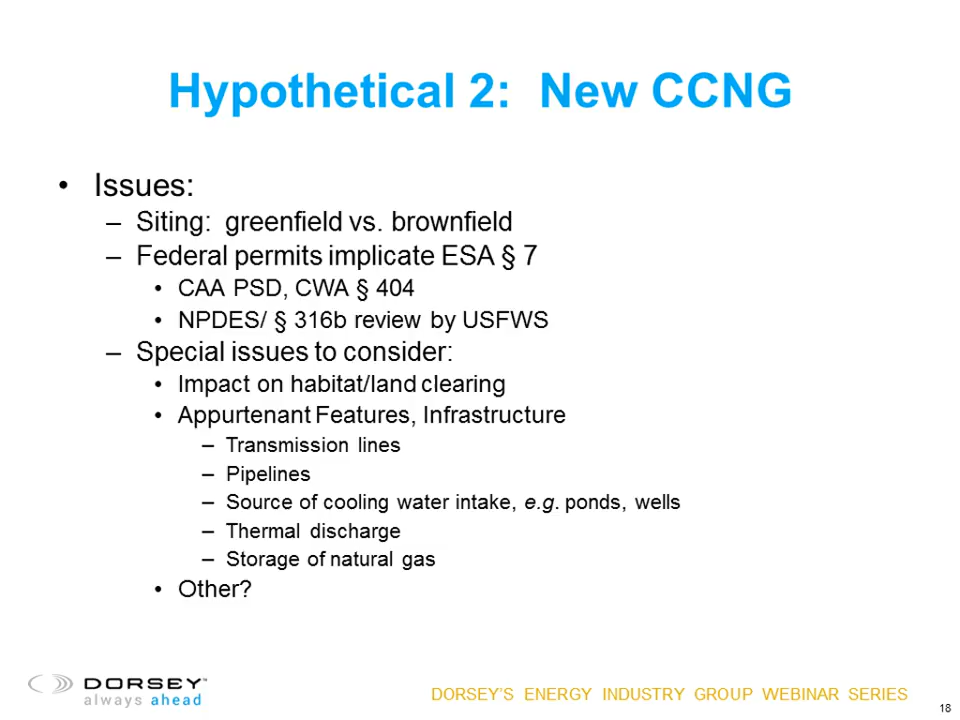 Hypothetical 2:  New CCNG
• Issues:
– Siting:  greenfield vs. brownfield
– Federal permits implicate ESA § 7
• CAA PSD, CWA § 404
• NPDES/ § 316b review by USFWS
– Special issues to consider:
• Impact on habitat/land clearing
• Appurtenant Features, Infrastructure
– Transmission lines
– Pipelines
– Source of cooling water intake, e.g. ponds, wells
– Thermal discharge
– Storage of natural gas
• Other?
DORSEY™
always ahead
DORSEY'S ENERGY INDUSTRY GROUP WEBINAR SERIES
18